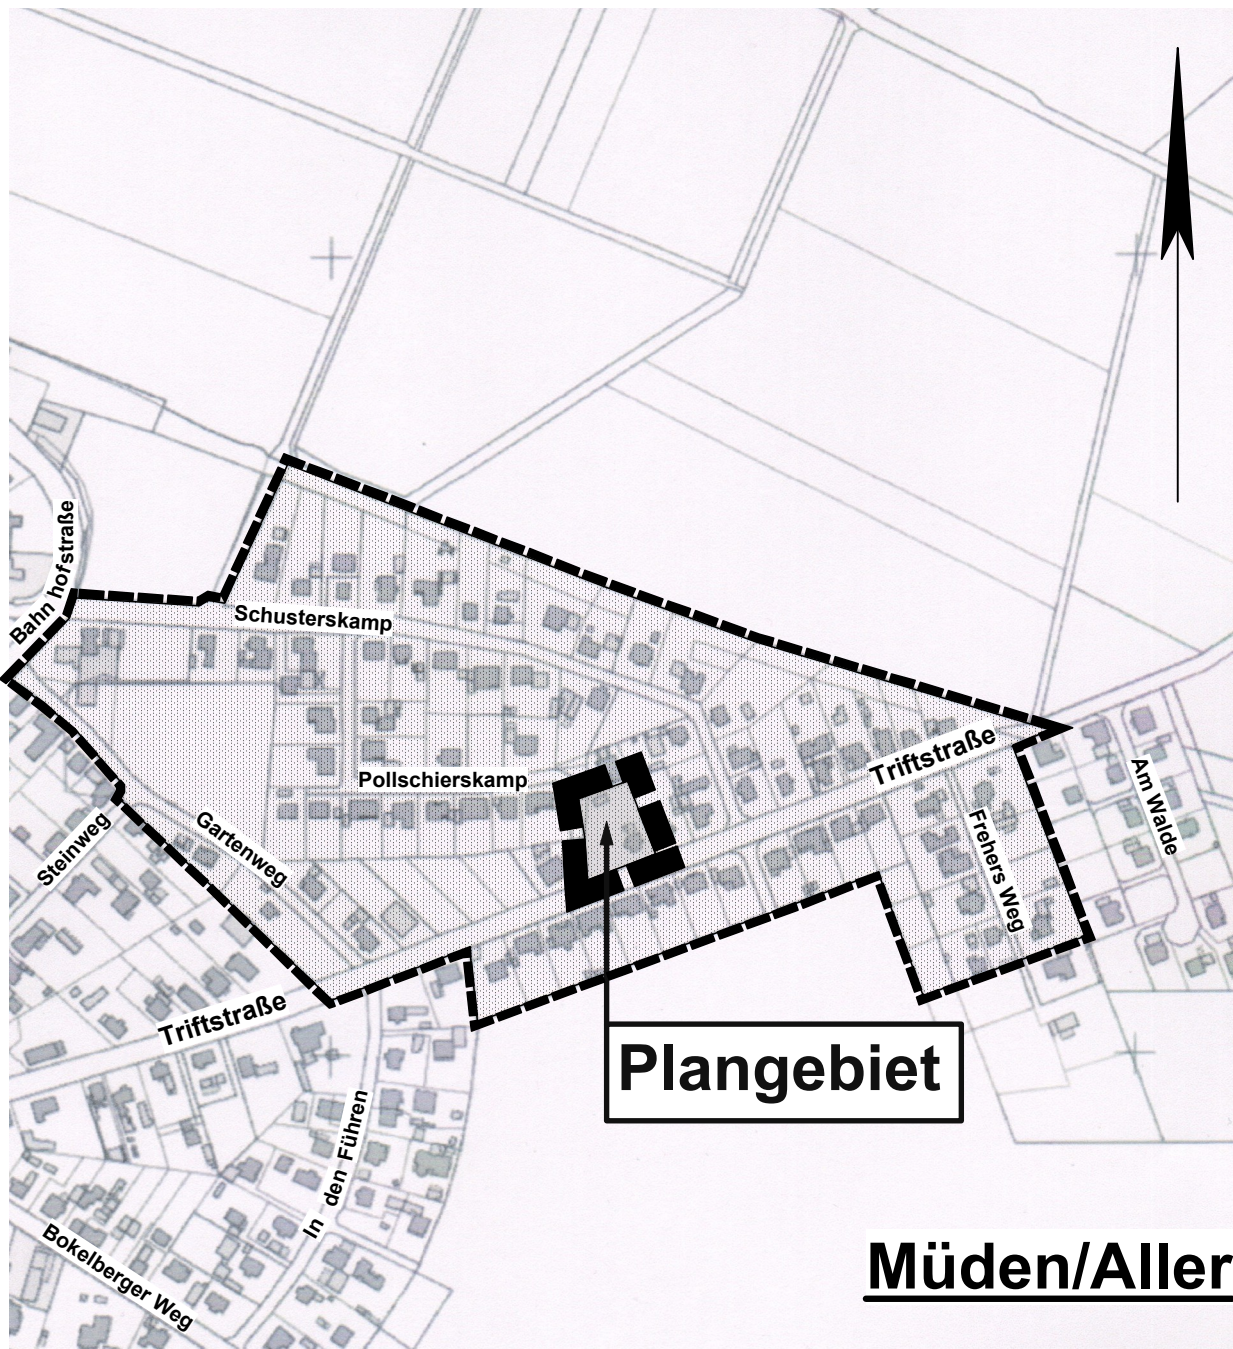 Bahn hofstraße
Schusterskamp
Pollschierskamp
Triftstraße
Am Walde
Frehers Weg
Gartenweg
Steinweg
Triftstraße
Plangebiet
In den Führen
Bokelberger Weg
Müden/Aller